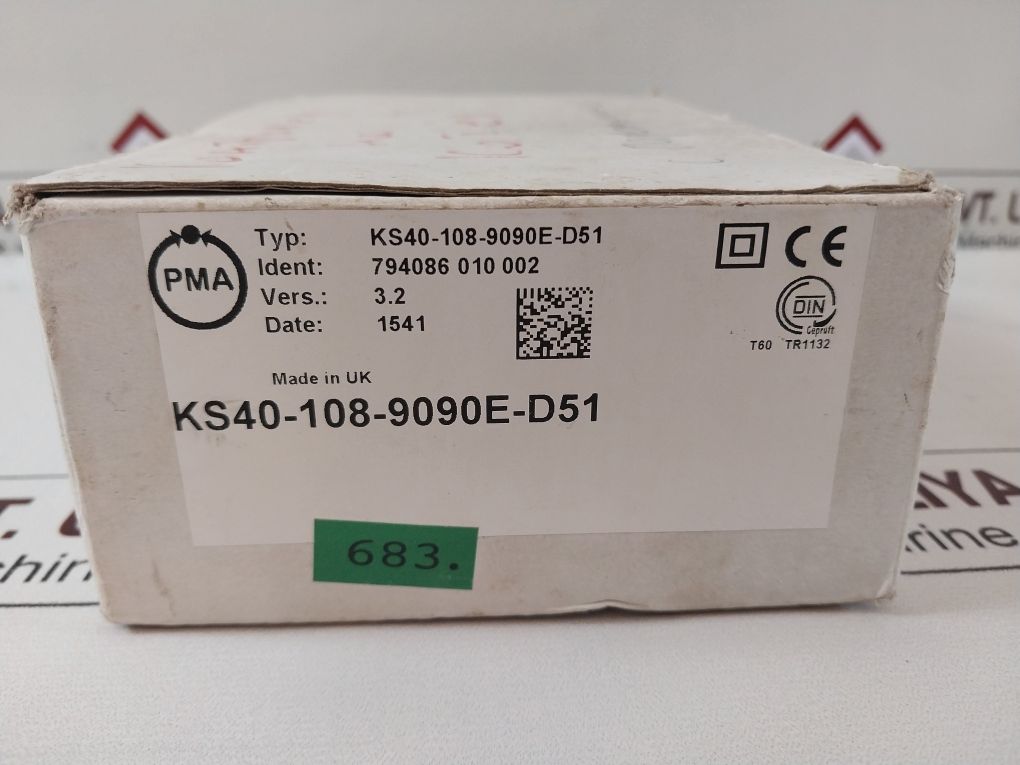 PMA
Typ: KS40-108-9090E-D51
Ident: 794086 010 002
Vers.: 3.2
Date: 1541
CE
DIN
Geprüft
T60 TR1132
Made in UK
KS40-108-9090E-D51
683.